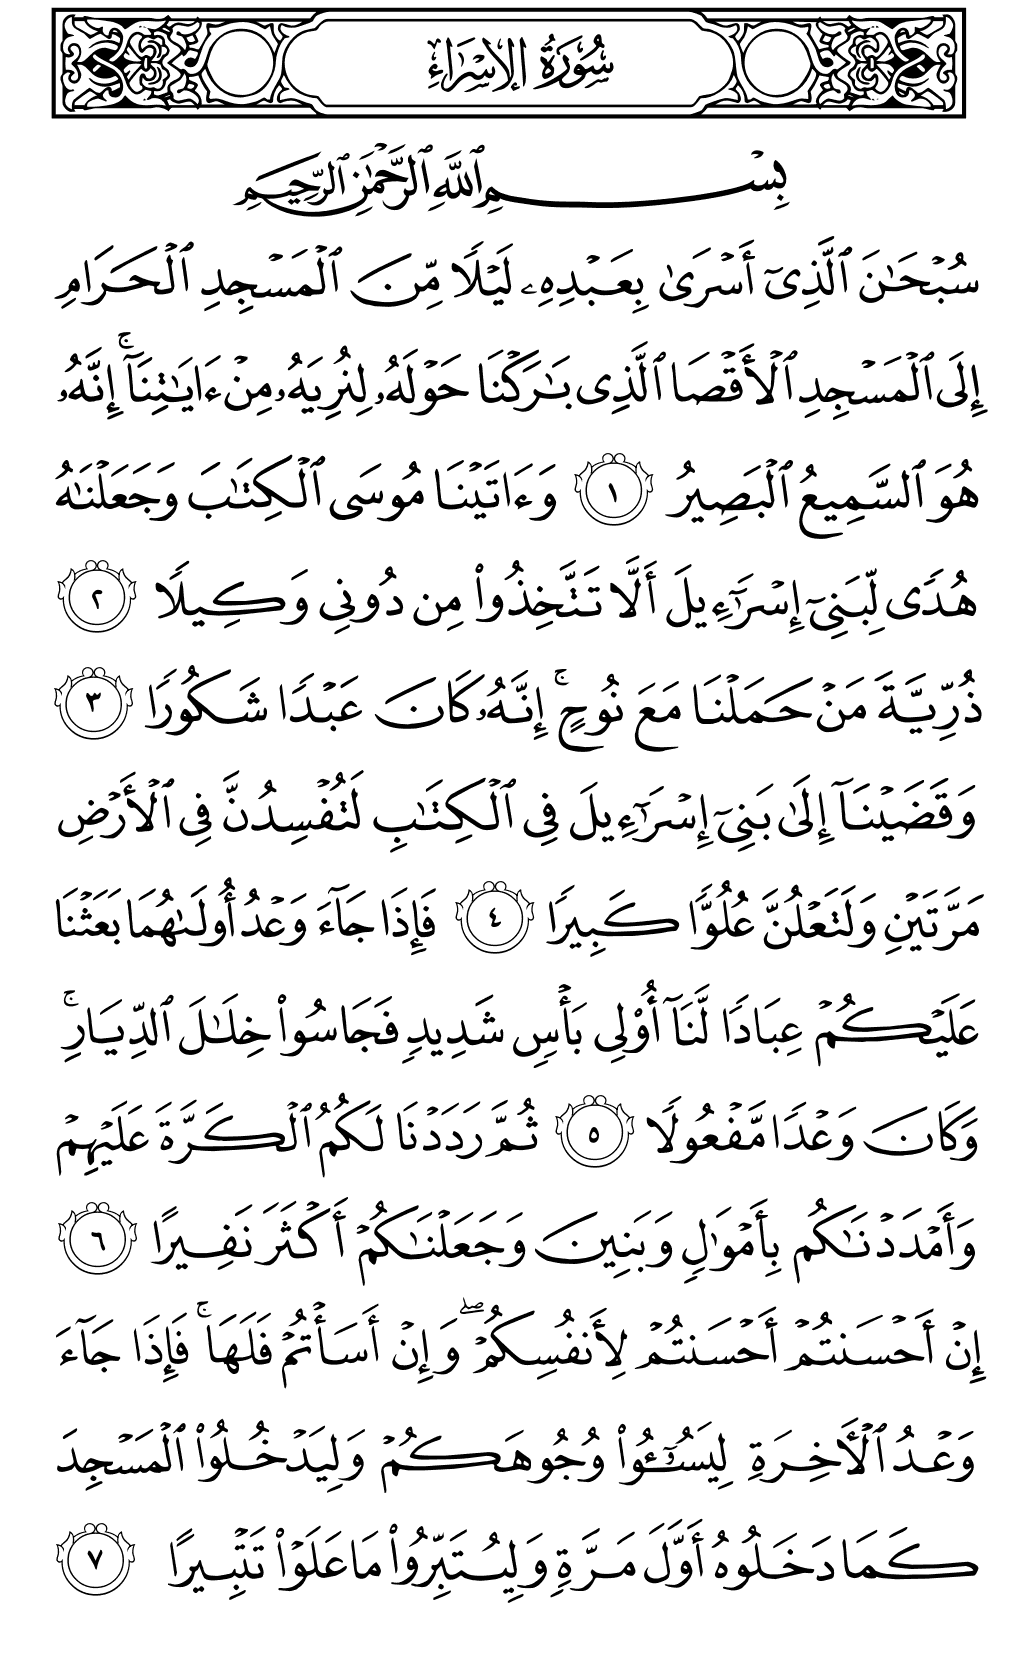 سُورَةُ الإِسۡرَاءِ
بِسۡمِ ٱللَّهِ ٱلرَّحۡمَٰنِ ٱلرَّحِيمِ
سُبۡحَٰنَ ٱلَّذِيٓ أَسۡرَىٰ بِعَبۡدِهِۦ لَيۡلٗا مِّنَ ٱلۡمَسۡجِدِ ٱلۡحَرَامِ
إِلَى ٱلۡمَسۡجِدِ ٱلۡأَقۡصَا ٱلَّذِي بَٰرَكۡنَا حَوۡلَهُۥ لِنُرِيَهُۥ مِنۡ ءَايَٰتِنَآۚ إِنَّهُۥ
هُوَ ٱلسَّمِيعُ ٱلۡبَصِيرُ ١ وَءَاتَيۡنَا مُوسَى ٱلۡكِتَٰبَ وَجَعَلۡنَٰهُ
هُدٗى لِّبَنِيٓ إِسۡرَٰٓءِيلَ أَلَّا تَتَّخِذُواْ مِن دُونِي وَكِيلٗا ٢
ذُرِّيَّةَ مَنۡ حَمَلۡنَا مَعَ نُوحٍۚ إِنَّهُۥ كَانَ عَبۡدٗا شَكُورٗا ٣
وَقَضَيۡنَآ إِلَىٰ بَنِيٓ إِسۡرَٰٓءِيلَ فِي ٱلۡكِتَٰبِ لَتُفۡسِدُنَّ فِي ٱلۡأَرۡضِ
مَرَّتَيۡنِ وَلَتَعۡلُنَّ عُلُوّٗا كَبِيرٗا ٤ فَإِذَا جَآءَ وَعۡدُ أُولَىٰهُمَا بَعَثۡنَا
عَلَيۡكُمۡ عِبَادٗا لَّنَآ أُوْلِي بَأۡسٖ شَدِيدٖ فَجَاسُواْ خِلَٰلَ ٱلدِّيَارِۚ
وَكَانَ وَعۡدٗا مَّفۡعُولٗا ٥ ثُمَّ رَدَدۡنَا لَكُمُ ٱلۡكَرَّةَ عَلَيۡهِمۡ
وَأَمۡدَدۡنَٰكُم بِأَمۡوَٰلٖ وَبَنِينَ وَجَعَلۡنَٰكُمۡ أَكۡثَرَ نَفِيرًا ٦
إِنۡ أَحۡسَنتُمۡ أَحۡسَنتُمۡ لِأَنفُسِكُمۡۖ وَإِنۡ أَسَأۡتُمۡ فَلَهَاۚ فَإِذَا جَآءَ
وَعۡدُ ٱلۡأٓخِرَةِ لِيَسُـُٔواْ وُجُوهَكُمۡ وَلِيَدۡخُلُواْ ٱلۡمَسۡجِدَ
كَمَا دَخَلُوهُ أَوَّلَ مَرَّةٖ وَلِيُتَبِّرُواْ مَا عَلَوۡاْ تَتۡبِيرًا ٧